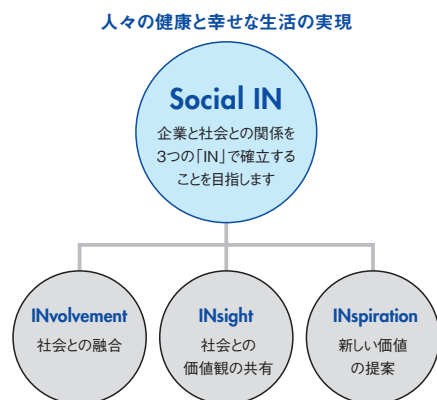 人々の健康と幸せな生活の実現
Social IN
企業と社会との関係を
3つの「IN」で確立する
ことを目指します
INvolvement
社会との融合
INsight
社会との
価値観の共有
INspiration
新しい価値
の提案